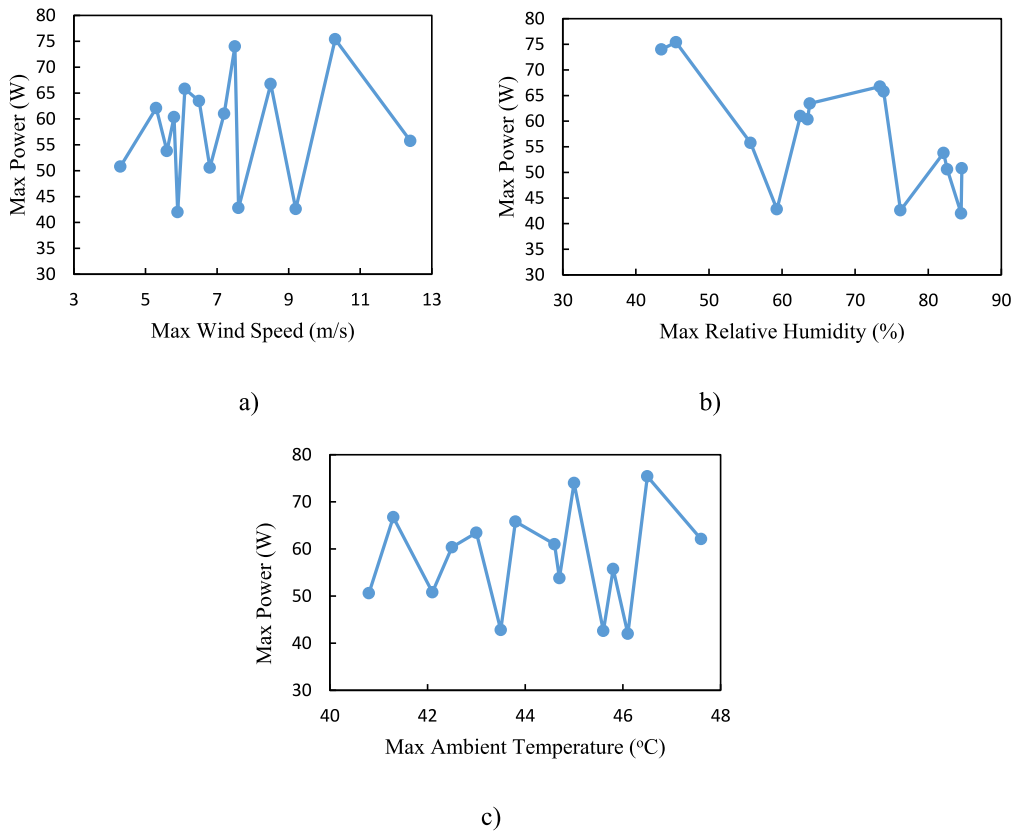 80
75
70
65
60
55
50
45
40
35
30
3 5 7 9 11 13
Max Power (W)
Max Wind Speed (m/s)
a)
80
75
70
65
60
55
50
45
40
35
30
30 40 50 60 70 80 90
Max Power (W)
Max Relative Humidity (%)
b)
80
70
60
50
40
30
40 42 44 46 48
Max Power (W)
Max Ambient Temperature (°C)
c)